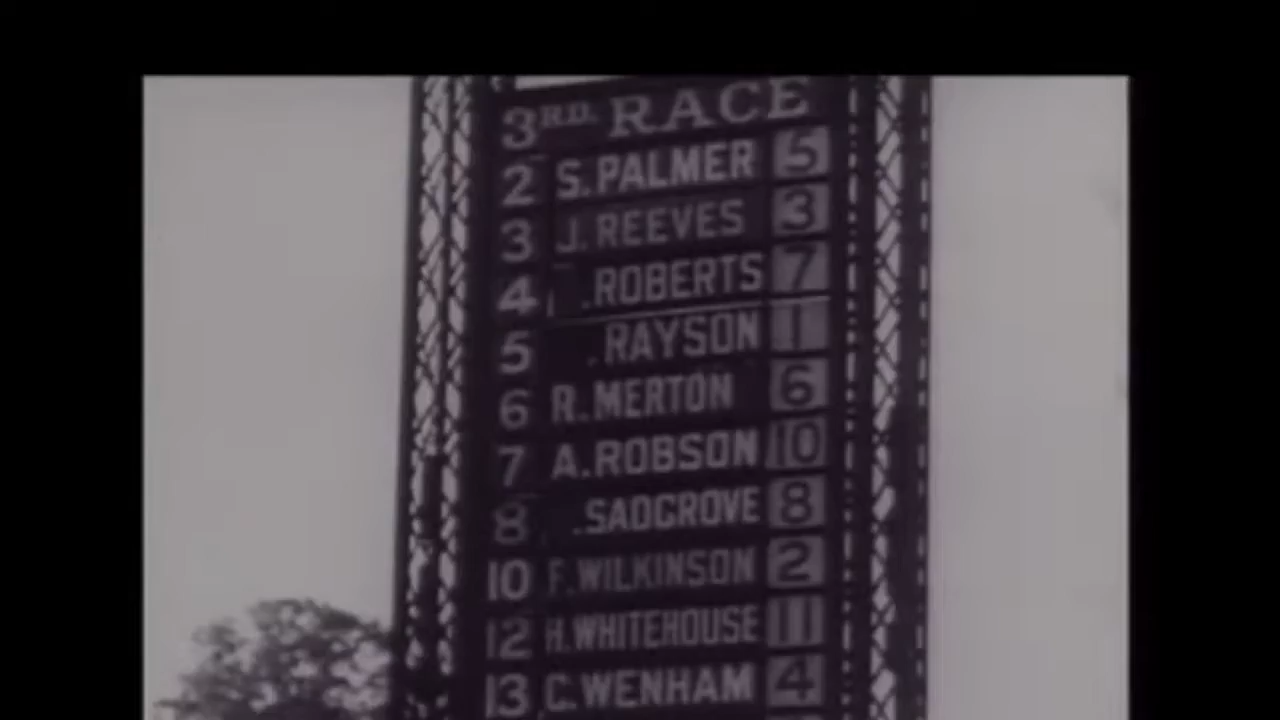 3RD. RACE
2 S. PALMER 5
3 J. REEVES 3
4 .ROBERTS 7
5 .RAYSON 1
6 R. MERTON 6
7 A. ROBSON 10
8 .SADGROVE 8
10 F. WILKINSON 2
12 H. WHITEHOUSE 11
13 C. WENHAM 4